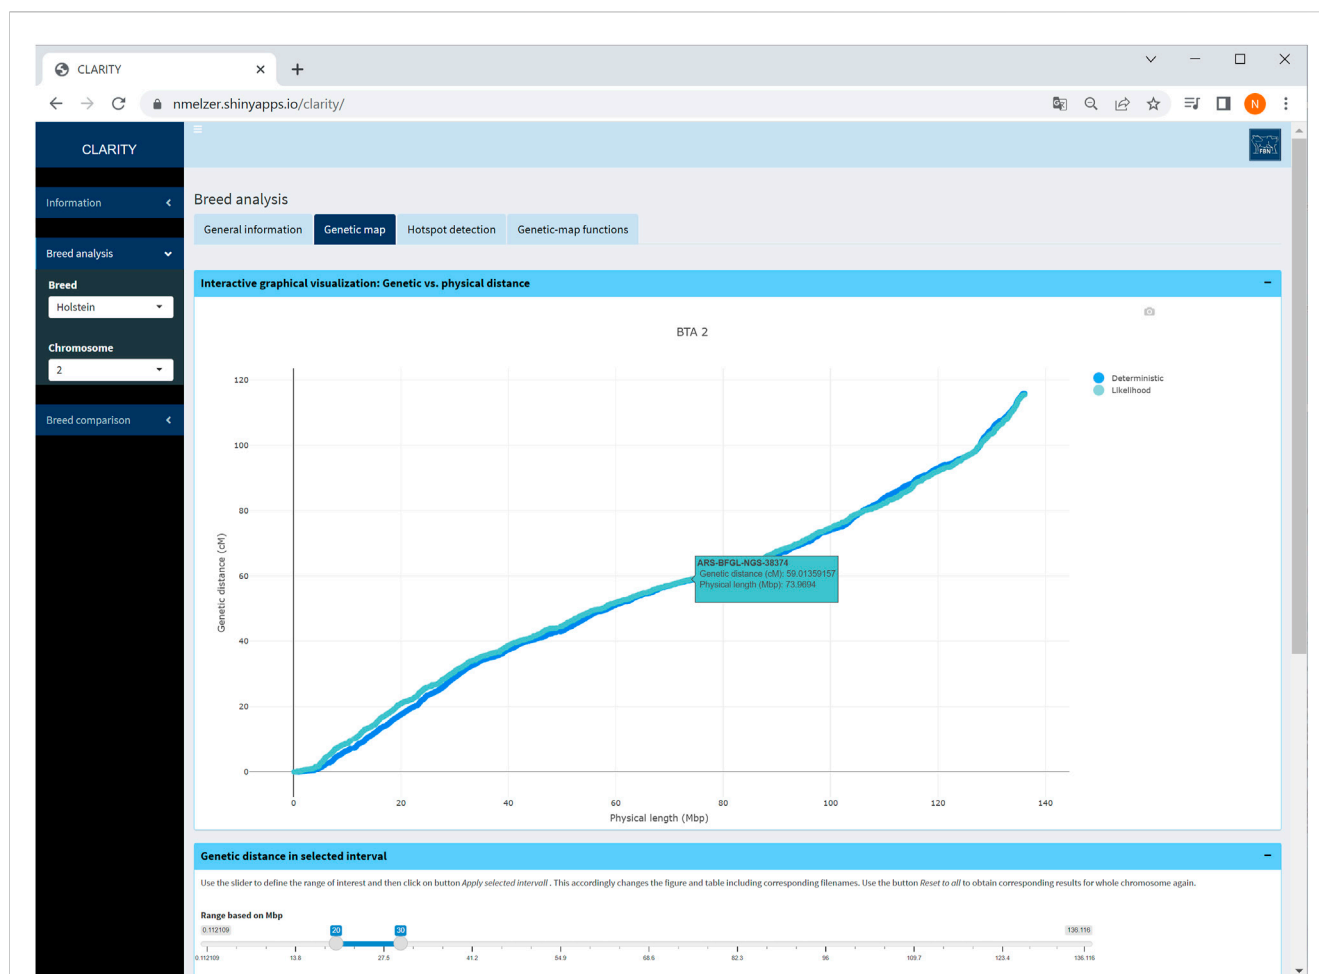 CLARITY
nmelzer.shinyapps.io/clarity/
N
CLARITY
FBN
Information
Breed analysis
Breed
Holstein
Chromosome
2
Breed comparison
Breed analysis
General information Genetic map Hotspot detection Genetic-map functions
Interactive graphical visualization: Genetic vs. physical distance
BTA 2
Deterministic
Likelihood
120
100
80
60
40
20
0
Genetic distance (cM)
ARS-BFGL-NGS-38374
Genetic distance (cM): 59.01359157
Physical length (Mbp): 73.9694
0 20 40 60 80 100 120 140
Physical length (Mbp)
Genetic distance in selected interval
Use the slider to define the range of interest and then click on button Apply selected intervall . This accordingly changes the figure and table including corresponding filenames. Use the button Reset to all to obtain corresponding results for whole chromosome again.
Range based on Mbp
0.112109 20 30 136.116
0.112109 13.8 27.5 41.2 54.9 68.6 82.3 96 109.7 123.4 136.116